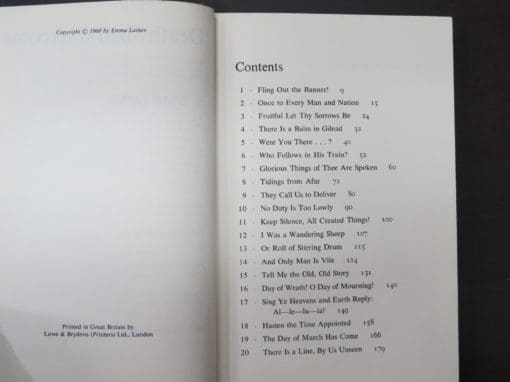 Copyright © 1966 by Emma Lathen
Printed in Great Britain by
Lowe & Brydone (Printers) Ltd., London
Contents
1 · Fling Out the Banner! 9
2 · Once to Every Man and Nation 15
3 · Fruitful Let Thy Sorrows Be 24
4 · There Is a Balm in Gilead 32
5 · Were You There . . . ? 40
6 · Who Follows in His Train? 52
7 · Glorious Things of Thee Are Spoken 60
8 · Tidings from Afar 72
9 · They Call Us to Deliver 80
10 · No Duty Is Too Lowly 90
11 · Keep Silence, All Created Things! 100
12 · I Was a Wandering Sheep 107
13 · Or Roll of Stirring Drum 115
14 · And Only Man Is Vile 124
15 · Tell Me the Old, Old Story 131
16 · Day of Wrath! O Day of Mourning! 140
17 · Sing Ye Heavens and Earth Reply:
Al—le—lu—ia! 149
18 · Hasten the Time Appointed 158
19 · The Day of March Has Come 166
20 · There Is a Line, By Us Unseen 179